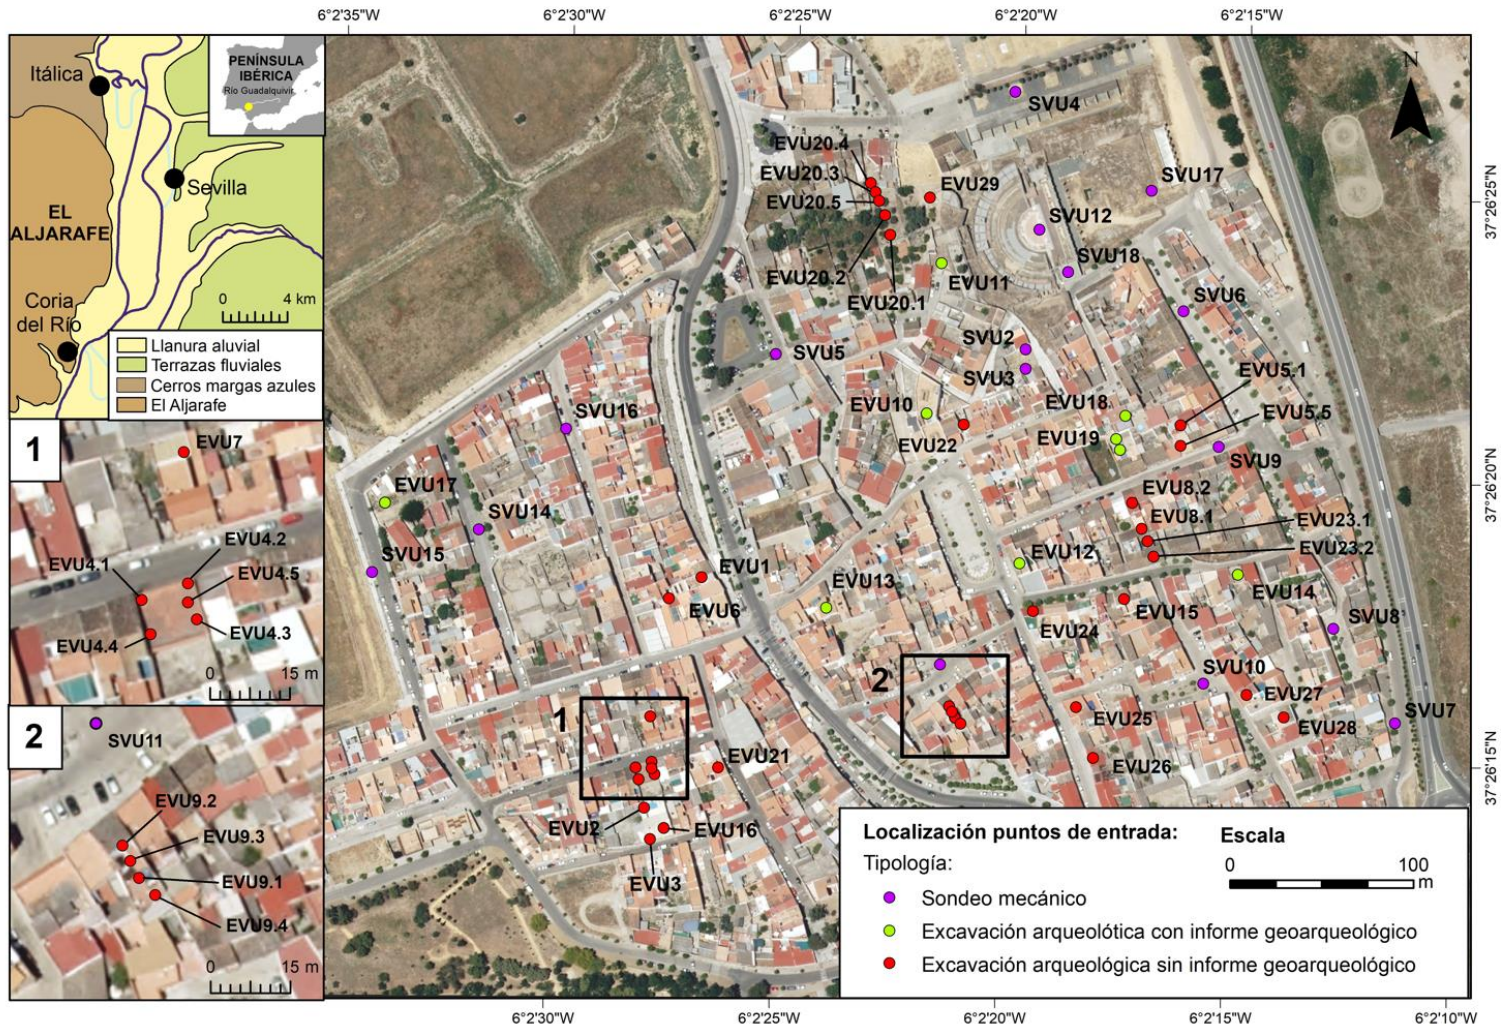 6°2'35"W
6°2'30"W
6°2'25"W
6°2'20"W
6°2'15"W
Itálica
PENÍNSULA
IBÉRICA
Río Guadalquivir
Sevilla
EL
ALJARAFE
Coria
del Río
0 4 km
Llanura aluvial
Terrazas fluviales
Cerros margas azules
El Aljarafe
1
EVU7
EVU4.2
EVU4.1
EVU4.5
EVU4.3
EVU4.4
0 15 m
2
SVU11
EVU9.2
EVU9.3
EVU9.1
EVU9.4
0 15 m
N
SVU4
EVU20.4
EVU20.3
EVU20.5
EVU29
SVU17
SVU12
SVU18
EVU20.2
EVU11
EVU20.1
SVU6
SVU2
SVU5
SVU3
EVU5.1
EVU10
EVU18
EVU5.5
SVU16
EVU22
EVU19
SVU9
EVU17
EVU8.2
SVU14
EVU8.1
EVU23.1
EVU23.2
SVU15
EVU1
EVU12
EVU13
EVU14
EVU6
EVU15
EVU24
SVU8
SVU10
2
EVU27
1
EVU25
EVU28
SVU7
EVU21
EVU26
EVU2
EVU16
EVU3
37°26'25"N
37°26'20"N
37°26'15"N
Localización puntos de entrada:
Escala
0 100
m
Tipología:
Sondeo mecánico
Excavación arqueolótica con informe geoarqueológico
Excavación arqueológica sin informe geoarqueológico
6°2'30"W
6°2'25"W
6°2'20"W
6°2'15"W
6°2'10"W